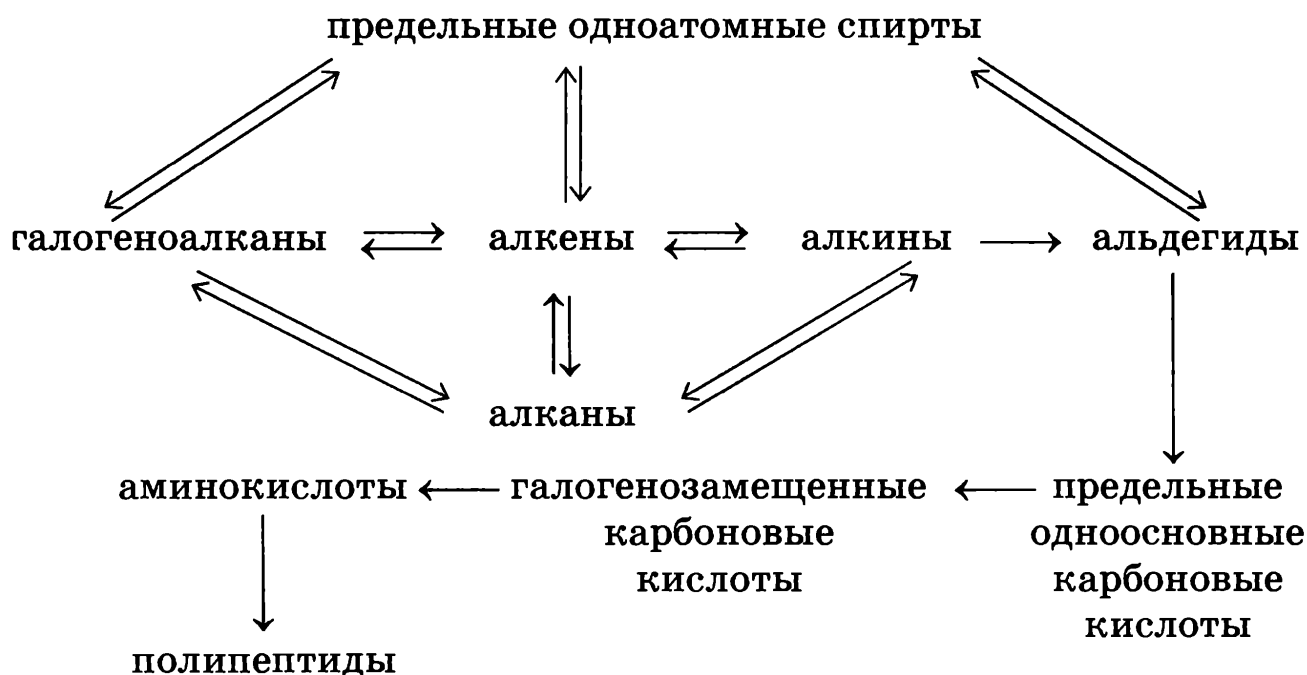 предельные одноатомные спирты
галогеноалканы алкены алкины альдегиды
алканы
аминокислоты галогенозамещенные предельные
карбоновые одноосновные
кислоты карбоновые
кислоты
полипептиды